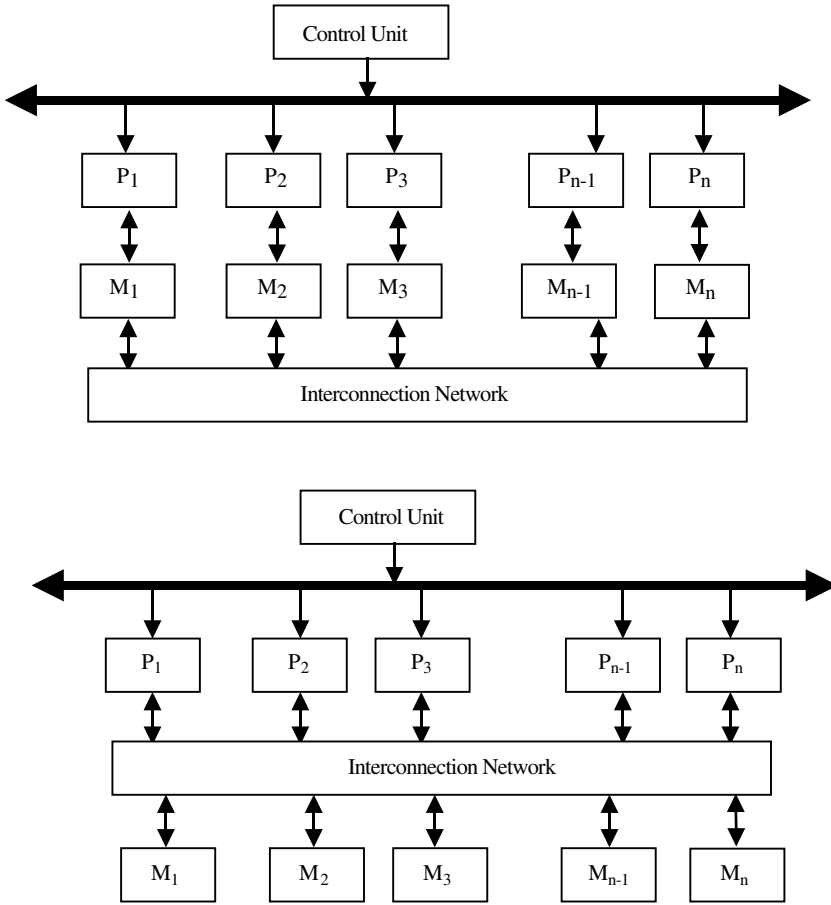 Control Unit
P1 P2 P3 Pn-1 Pn
M1 M2 M3 Mn-1 Mn
Interconnection Network
Control Unit
P1 P2 P3 Pn-1 Pn
Interconnection Network
M1 M2 M3 Mn-1 Mn